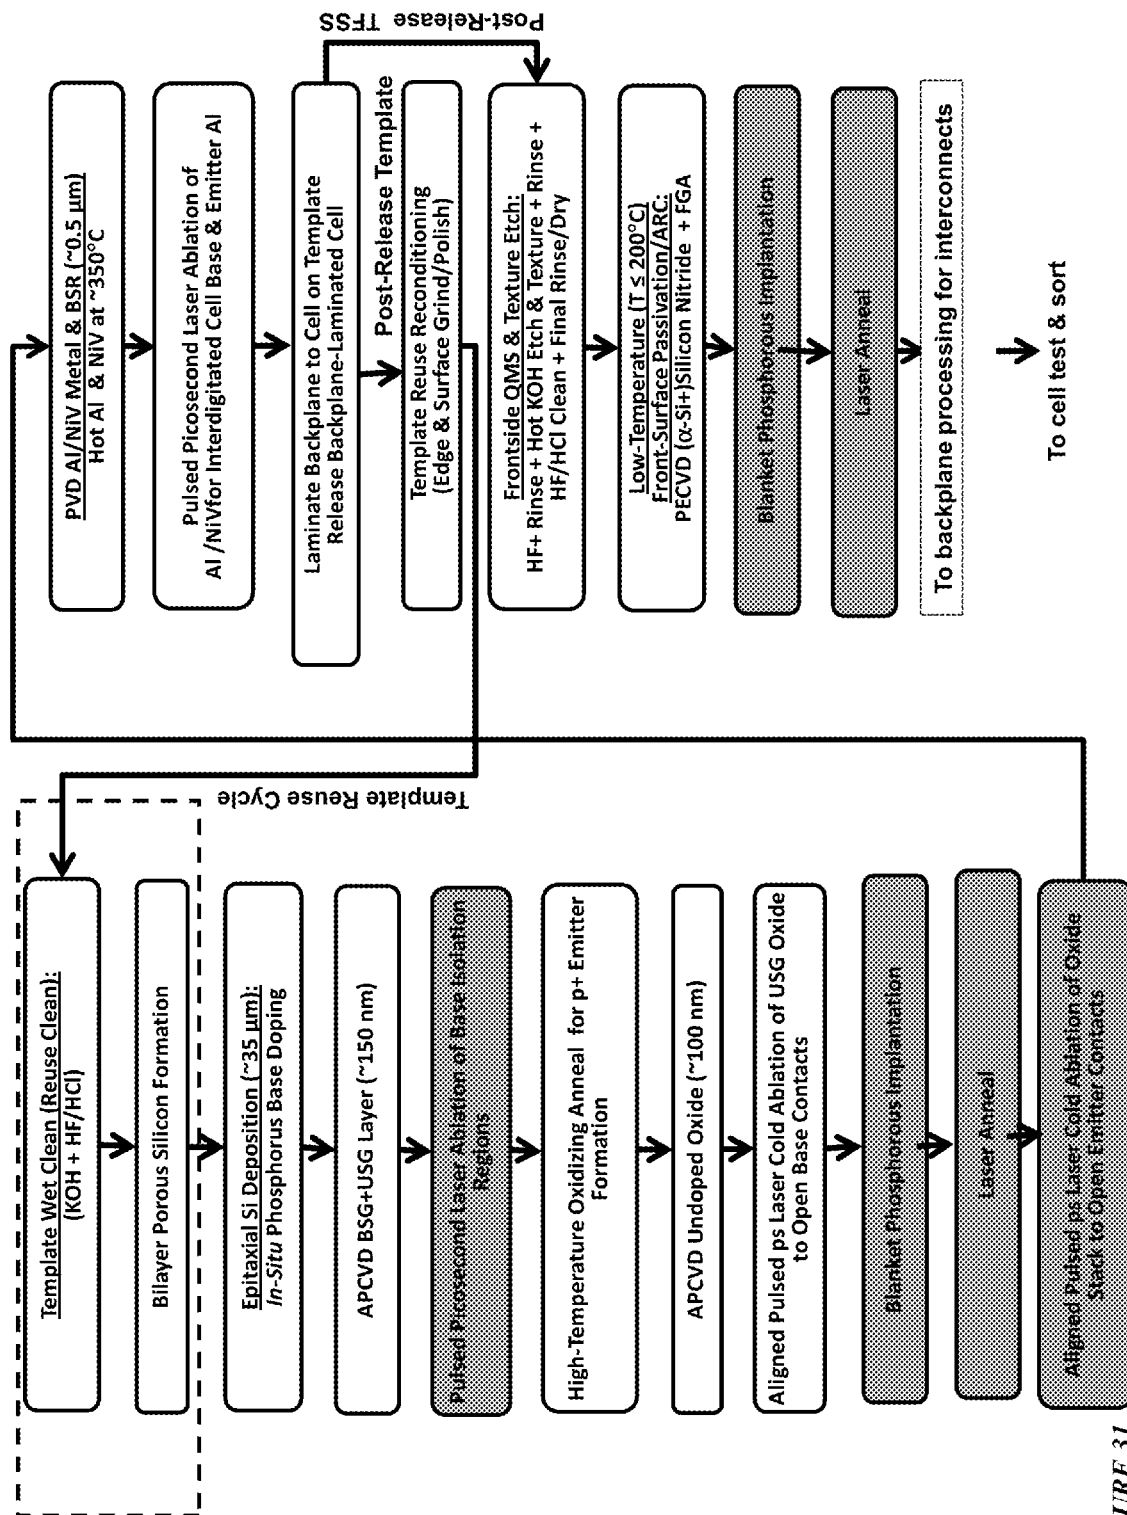 Template Wet Clean (Reuse Clean):
(KOH + HF/HCl)
Bilayer Porous Silicon Formation
Epitaxial Si Deposition (~35 μm):
In-Situ Phosphorus Base Doping
APCVD BSG+USG Layer (~150 nm)
Pulsed Picosecond Laser Ablation of Base Isolation
Regions
High-Temperature Oxidizing Anneal for p+ Emitter
Formation
APCVD Undoped Oxide (~100 nm)
Aligned Pulsed ps Laser Cold Ablation of USG Oxide
to Open Base Contacts
Blanket Phosphorous Implantation
Laser Anneal
Aligned Pulsed ps Laser Cold Ablation of Oxide
Stack to Open Emitter Contacts
Template Reuse Cycle
PVD Al/NiV Metal & BSR (~0.5 μm)
Hot Al & NiV at ~350°C
Pulsed Picosecond Laser Ablation of
Al /NiVfor Interdigitated Cell Base & Emitter Al
Laminate Backplane to Cell on Template
Release Backplane-Laminated Cell
Post-Release Template
Post-Release TFSS
Template Reuse Reconditioning
(Edge & Surface Grind/Polish)
Frontside QMS & Texture Etch:
HF+ Rinse + Hot KOH Etch & Texture + Rinse +
HF/HCl Clean + Final Rinse/Dry
Low-Temperature (T ≤ 200°C)
Front-Surface Passivation/ARC:
PECVD (α-Si+)Silicon Nitride + FGA
Blanket Phosphorous Implantation
Laser Anneal
To backplane processing for interconnects
To cell test & sort
URE 31